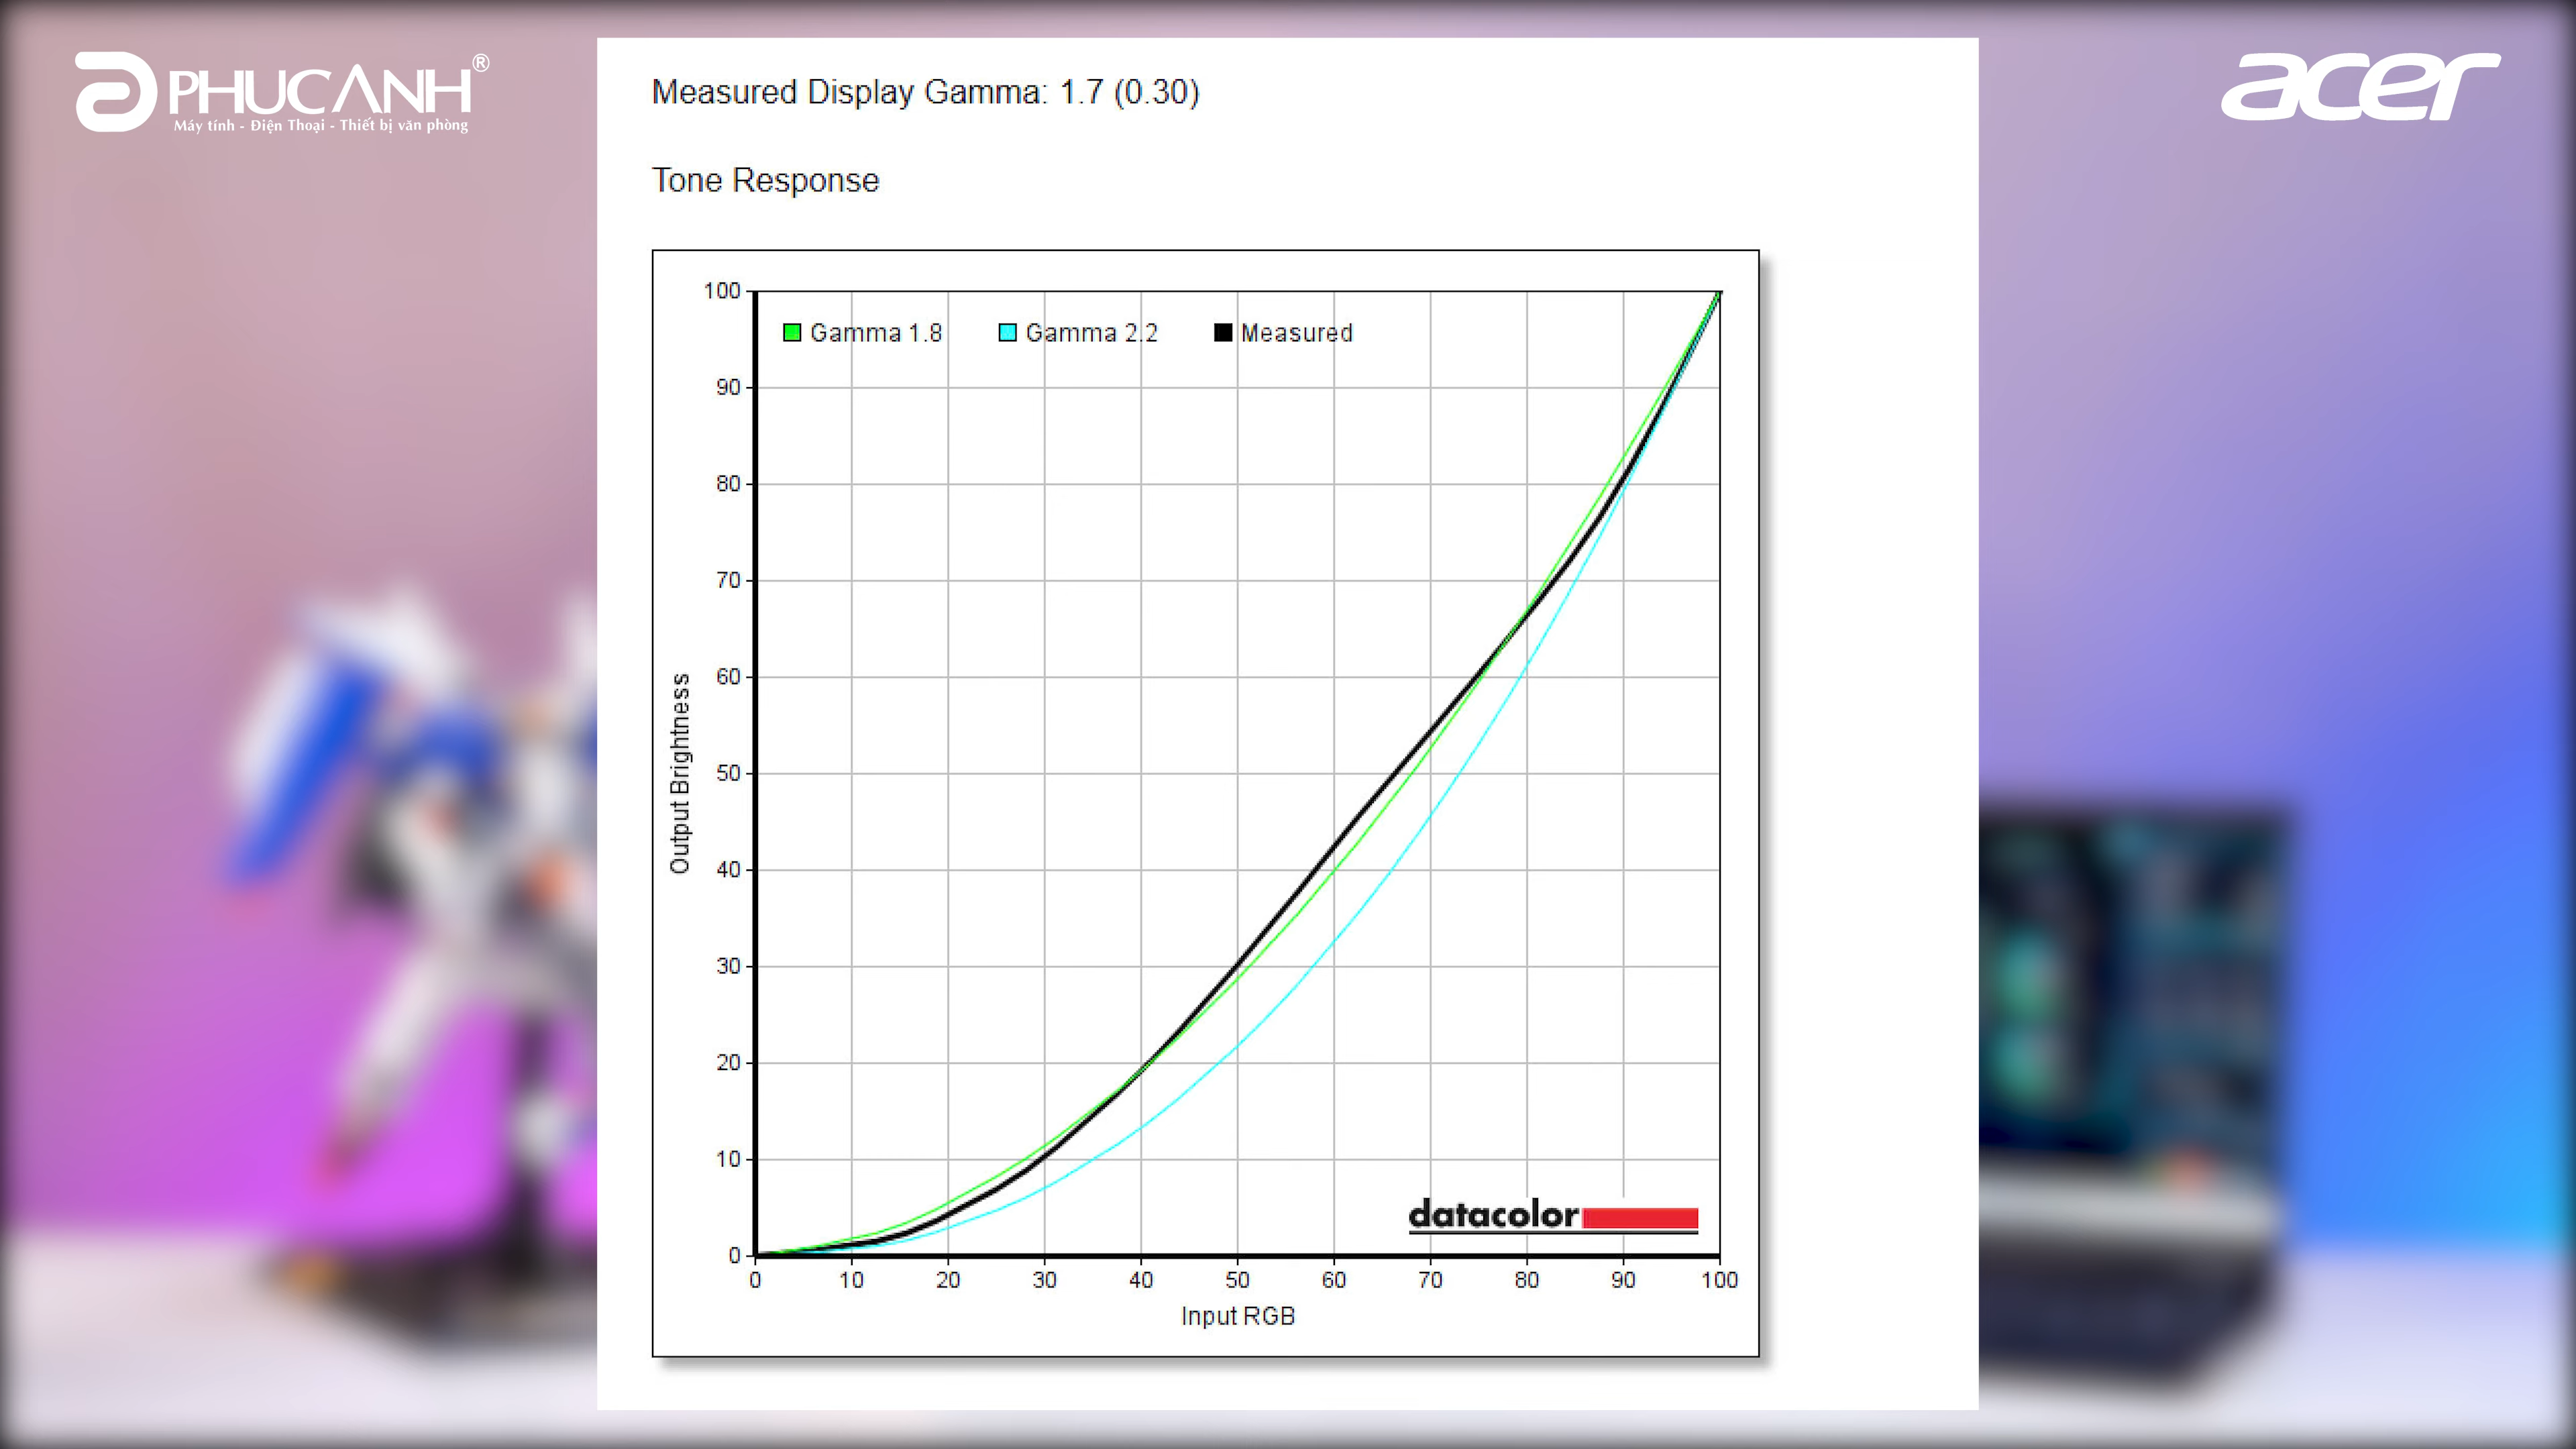 PHUCANH®
Máy tính - Điện Thoại - Thiết bị văn phòng
acer
Measured Display Gamma: 1.7 (0.30)
Tone Response
Gamma 1.8 Gamma 2.2 Measured
100
90
80
70
60
50
40
30
20
10
0
Output Brightness
datacolor
0 10 20 30 40 50 60 70 80 90 100
Input RGB